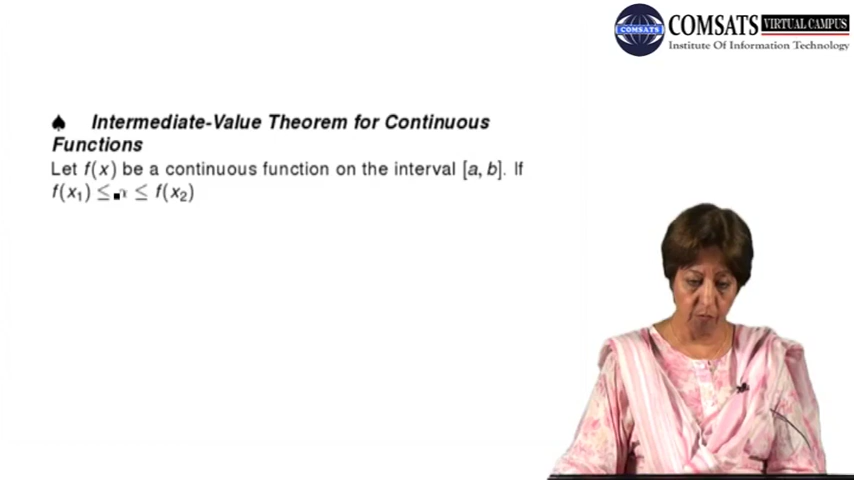 COMSATS
COMSATS VIRTUAL CAMPUS
Institute Of Information Technology
♠ Intermediate-Value Theorem for Continuous
Functions
Let f(x) be a continuous function on the interval [a, b]. If
f(x₁) ≤ ≤ f(x₂)